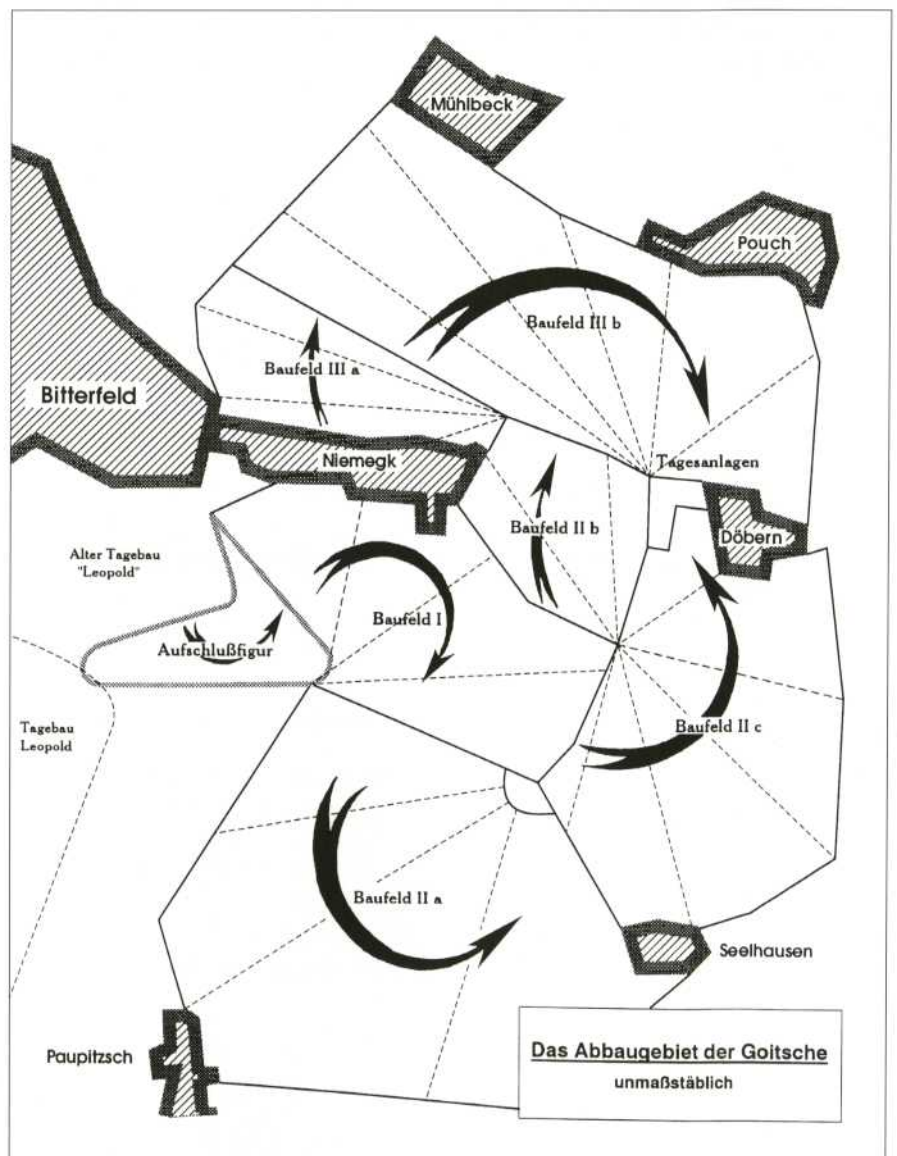 Mühlbeck
Pouch
Baufeld III b
Baufeld III a
Bitterfeld
Niemegk
Tagesanlagen
Baufeld II b
Döbern
Alter Tagebau
"Leopold"
Baufeld I
Aufschlußfigur
Tagebau
Leopold
Baufeld II c
Baufeld II a
Seelhausen
Paupitzsch
Das Abbaugebiet der Goitsche
unmaßstäblich